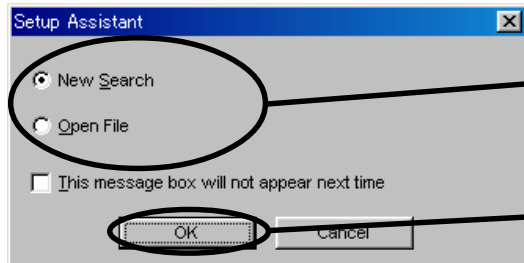 Setup Assistant
New Search
Open File
This message box will not appear next time
OK Cancel